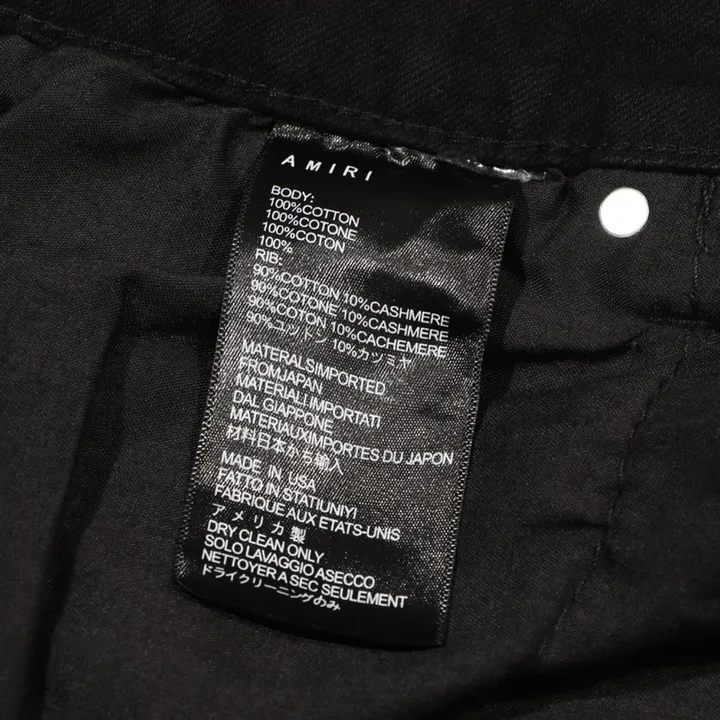 AMIRI
BODY:
100%COTTON
100%COTONE
100%COTON
100%
RIB:
90%COTTON 10%CASHMERE
90%COTONE 10%CASHMERE
90%COTON 10%CACHEMERE
90%ユットン 10%カツミヤ
MATERALSIMPORTED
FROMJAPAN
MATERIALI.IMPORTATI
DAL GIAPPONE
MATERIAUXIMPORTES DU JAPON
材料日本かち輸入
MADE IN USA
FATTO IN STATIUNIYI
FABRIQUE AUX ETATS-UNIS
アメリカ製
DRY CLEAN ONLY
SOLO LAVAGGIO ASECCO
NETTOYER A SEC SEULEMENT
ドライクリーニングのみ